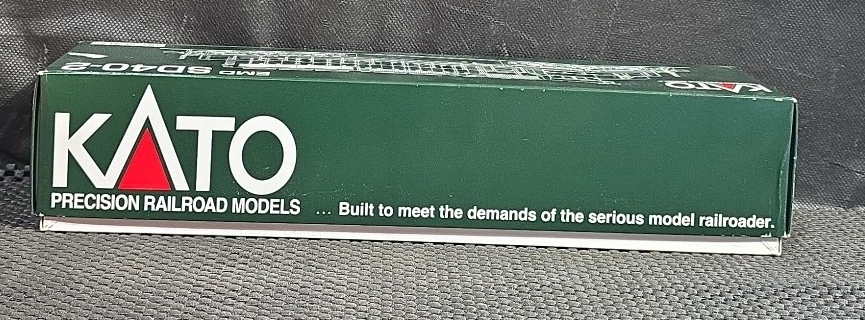 EMD SD40-2
KATO
KATO
PRECISION RAILROAD MODELS ... Built to meet the demands of the serious model railroader.